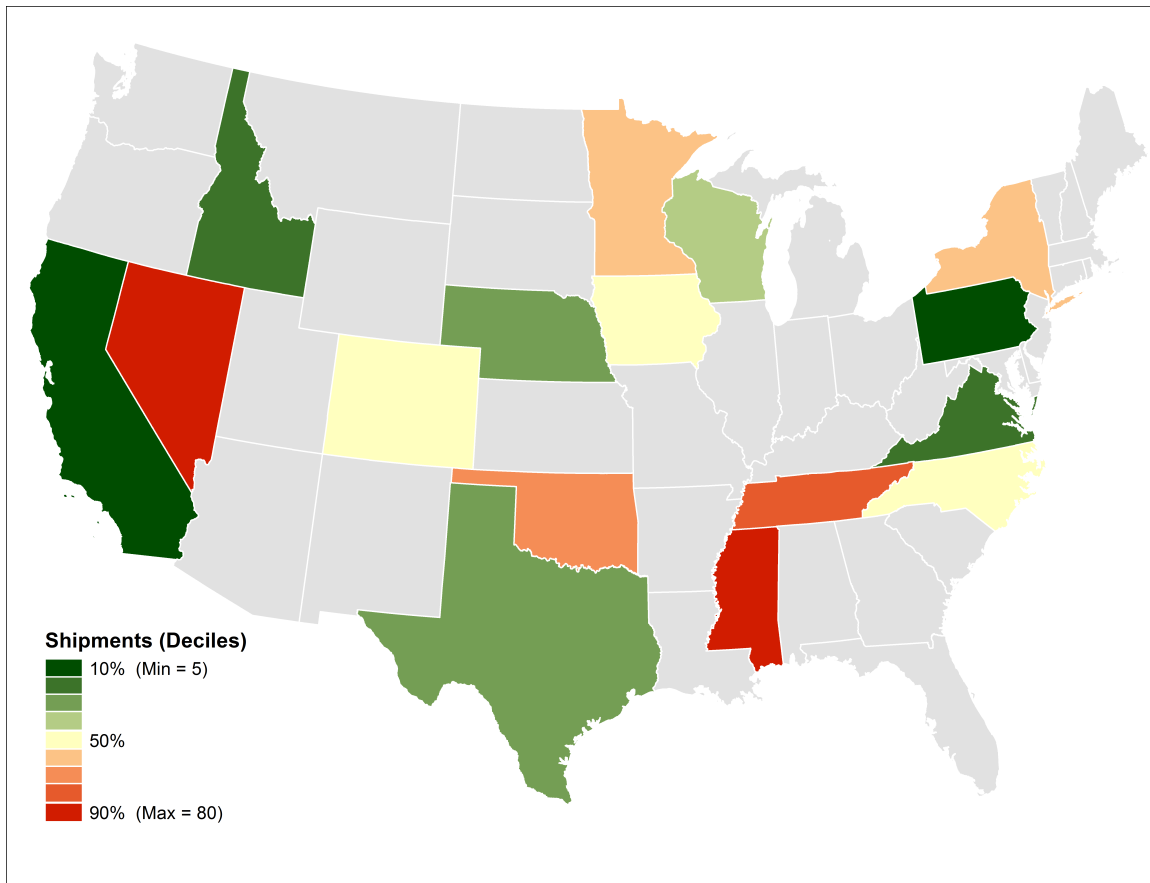 Shipments (Deciles)
10% (Min = 5)
50%
90% (Max = 80)